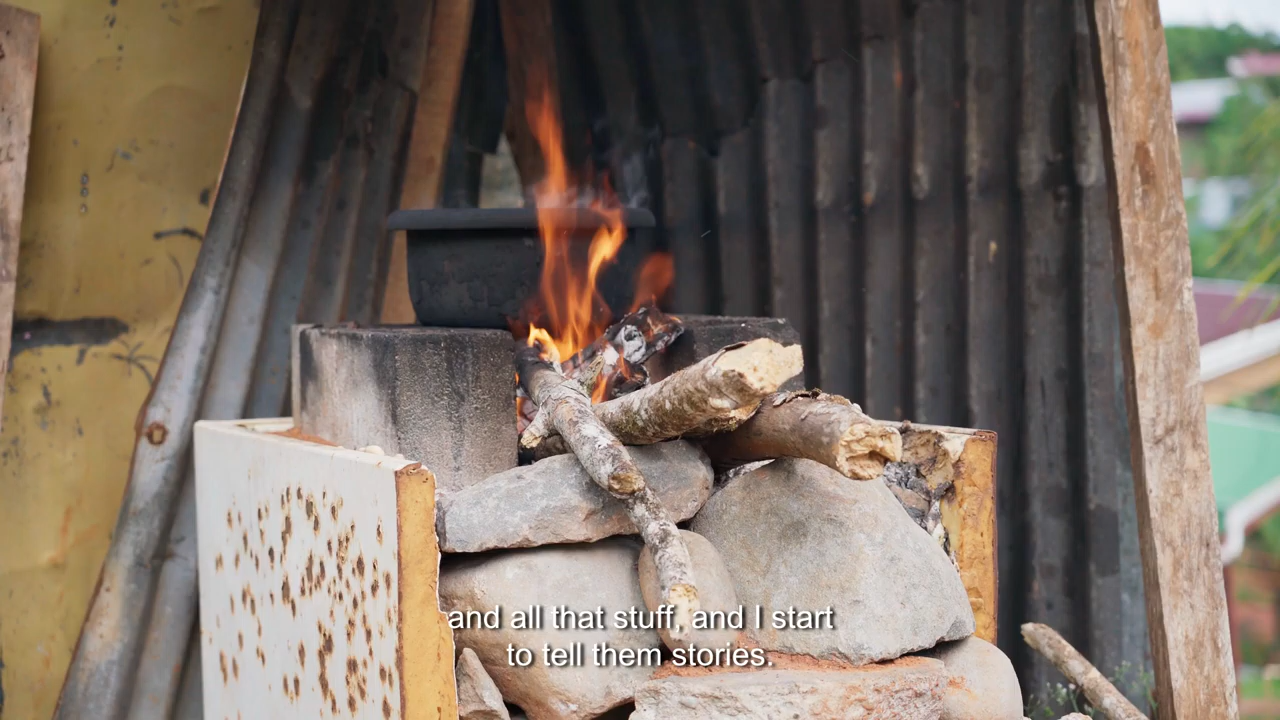 and all that stuff, and I start
to tell them stories.